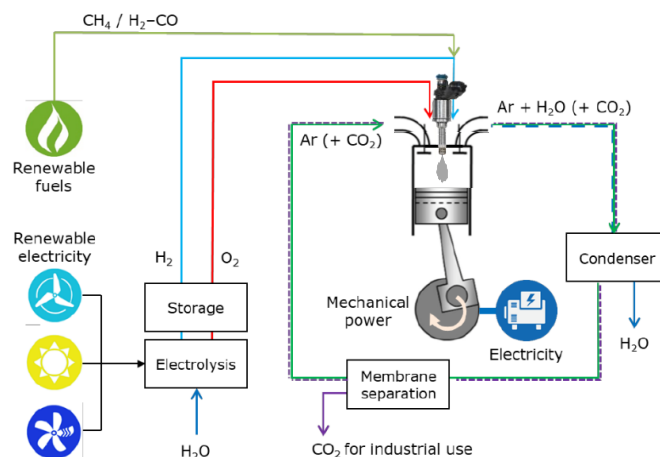 CH₄ / H₂–CO
Ar + H₂O (+ CO₂)
Ar (+ CO₂)
Renewable
fuels
Renewable
electricity
H₂
O₂
Condenser
Storage
Mechanical
power
Electrolysis
Electricity
H₂O
Membrane
separation
H₂O
CO₂ for industrial use